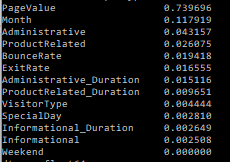 PageValue 0.739696
Month 0.117919
Administrative 0.043157
ProductRelated 0.026075
BounceRate 0.019418
ExitRate 0.016555
Administrative_Duration 0.015116
ProductRelated_Duration 0.009651
VisitorType 0.004444
SpecialDay 0.002810
Informational_Duration 0.002649
Informational 0.002508
Weekend 0.000000